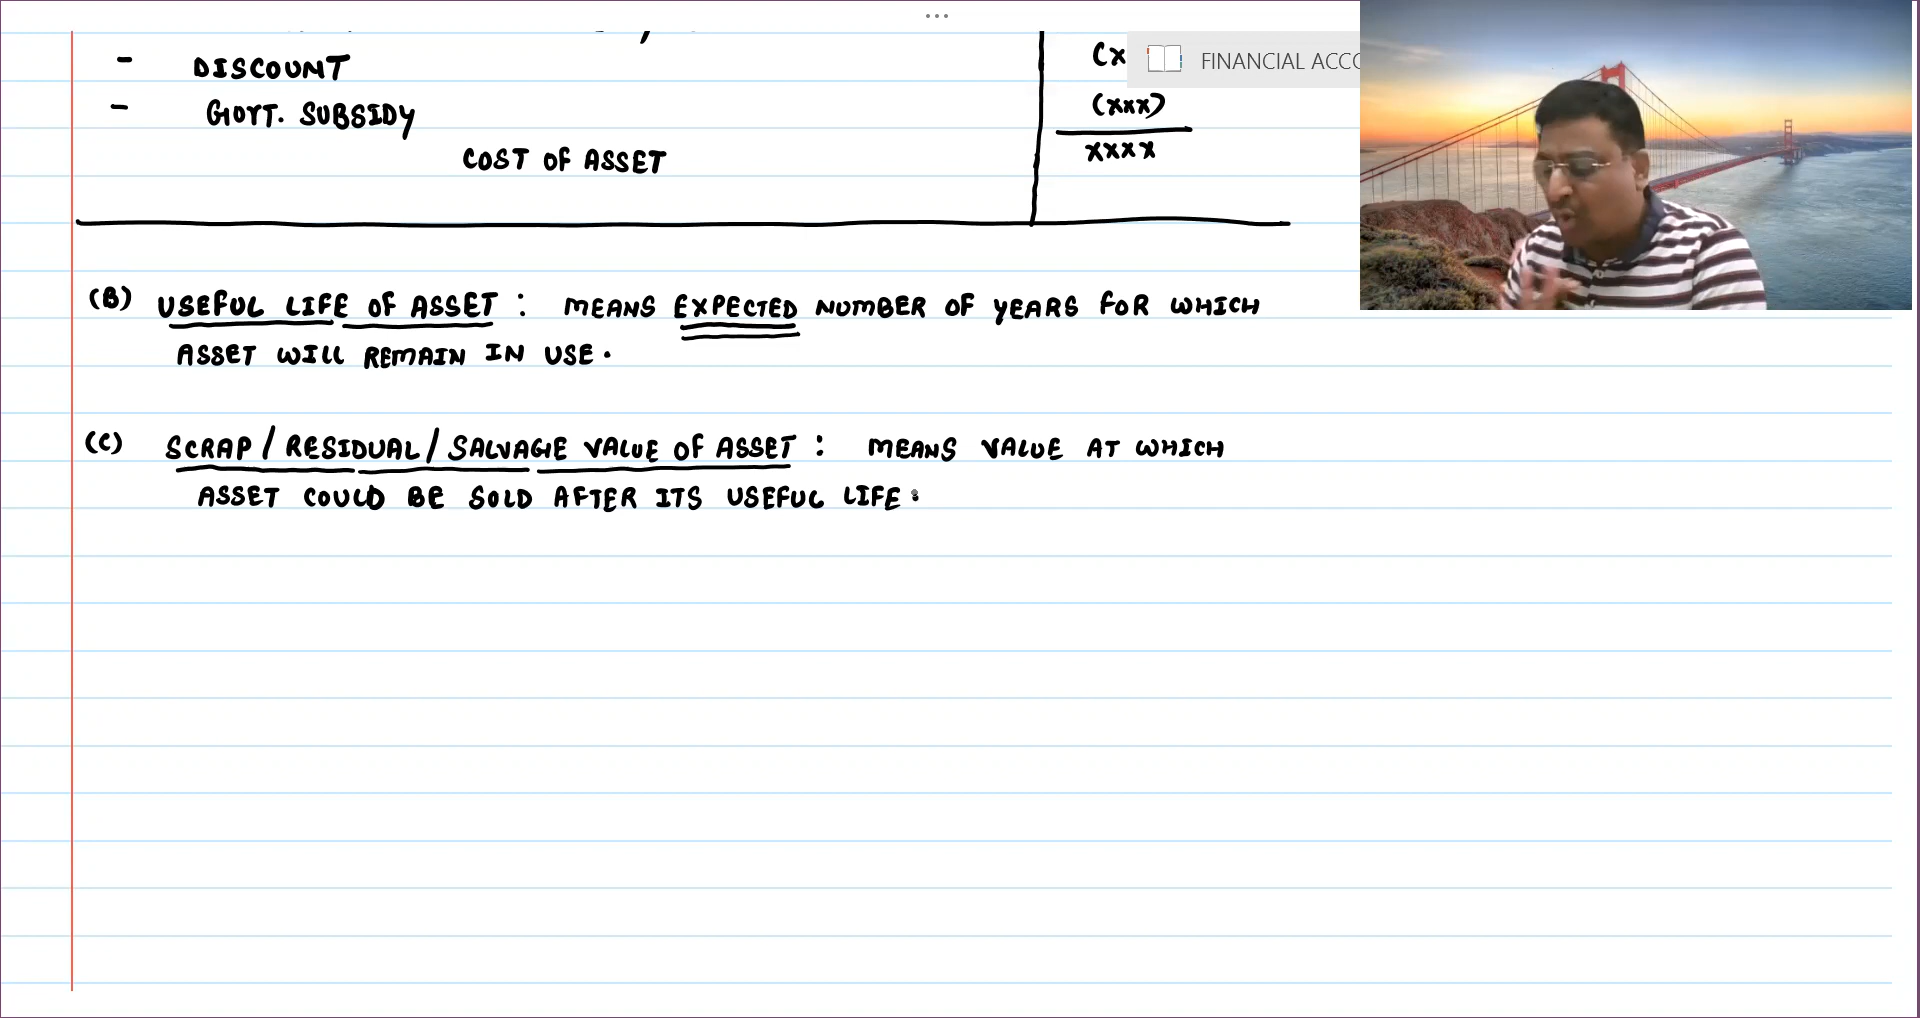 - DISCOUNT (x
FINANCIAL ACCO
- GOVT. SUBSIDY (xxx)
COST OF ASSET xxxx
(B) USEFUL LIFE OF ASSET : MEANS EXPECTED NUMBER OF YEARS FOR WHICH
ASSET WILL REMAIN IN USE.
(C) SCRAP / RESIDUAL / SALVAGE VALUE OF ASSET : MEANS VALUE AT WHICH
ASSET COULD BE SOLD AFTER ITS USEFUL LIFE.